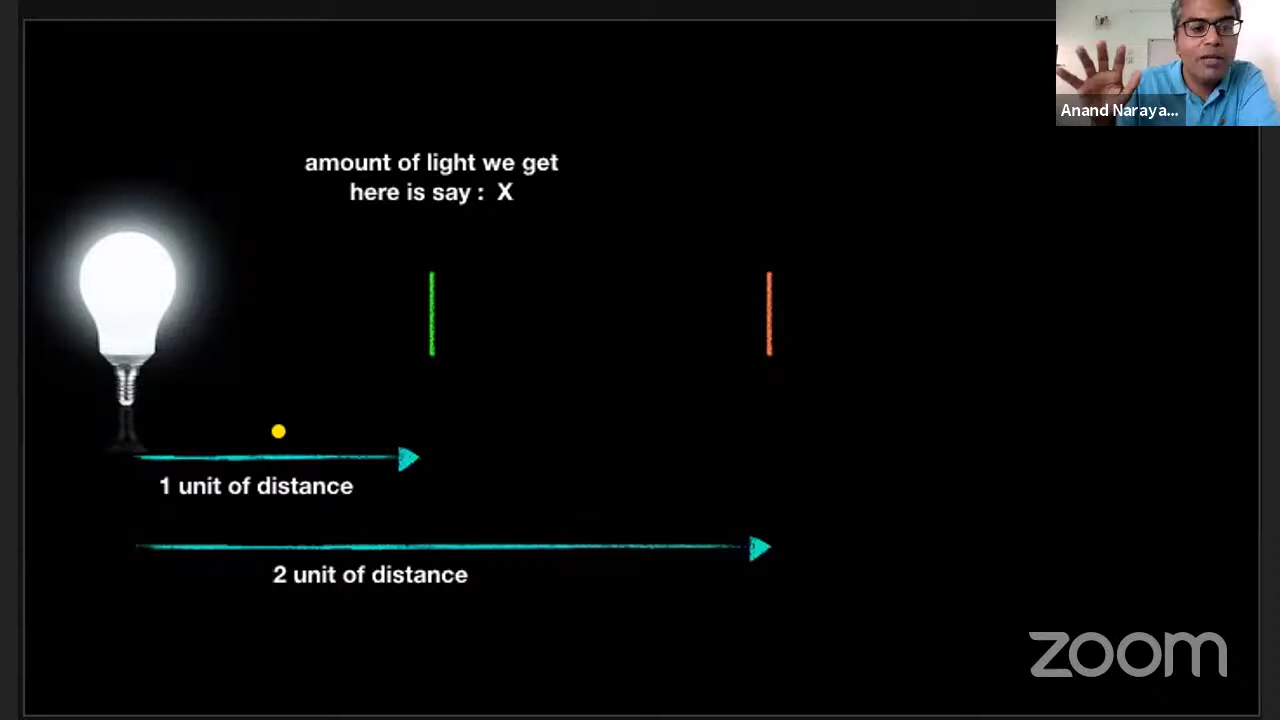 Anand Naraya...
amount of light we get
here is say : X
1 unit of distance
2 unit of distance
zoom